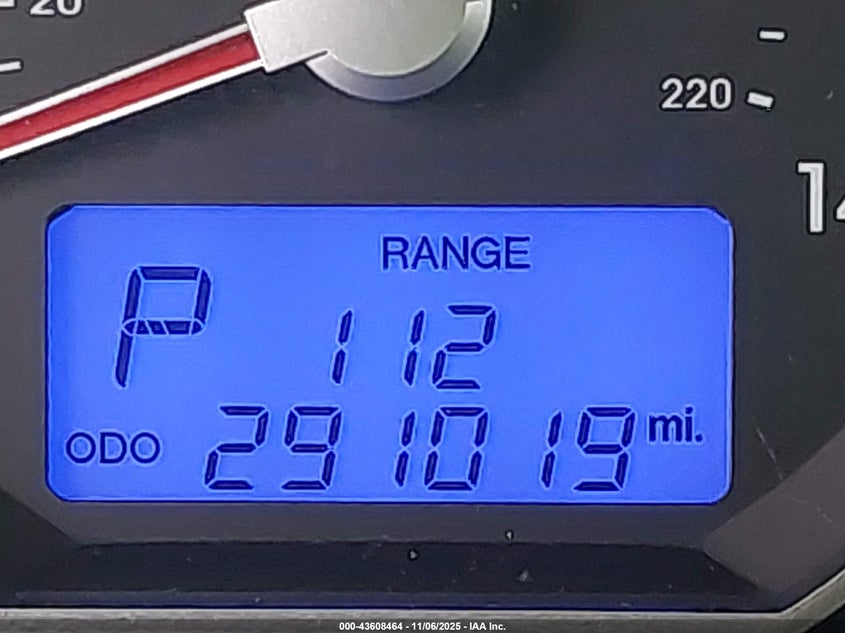 20
220
14
RANGE
P 112
ODO 291019 mi.
000-43608464 - 11/06/2025 - IAA Inc.